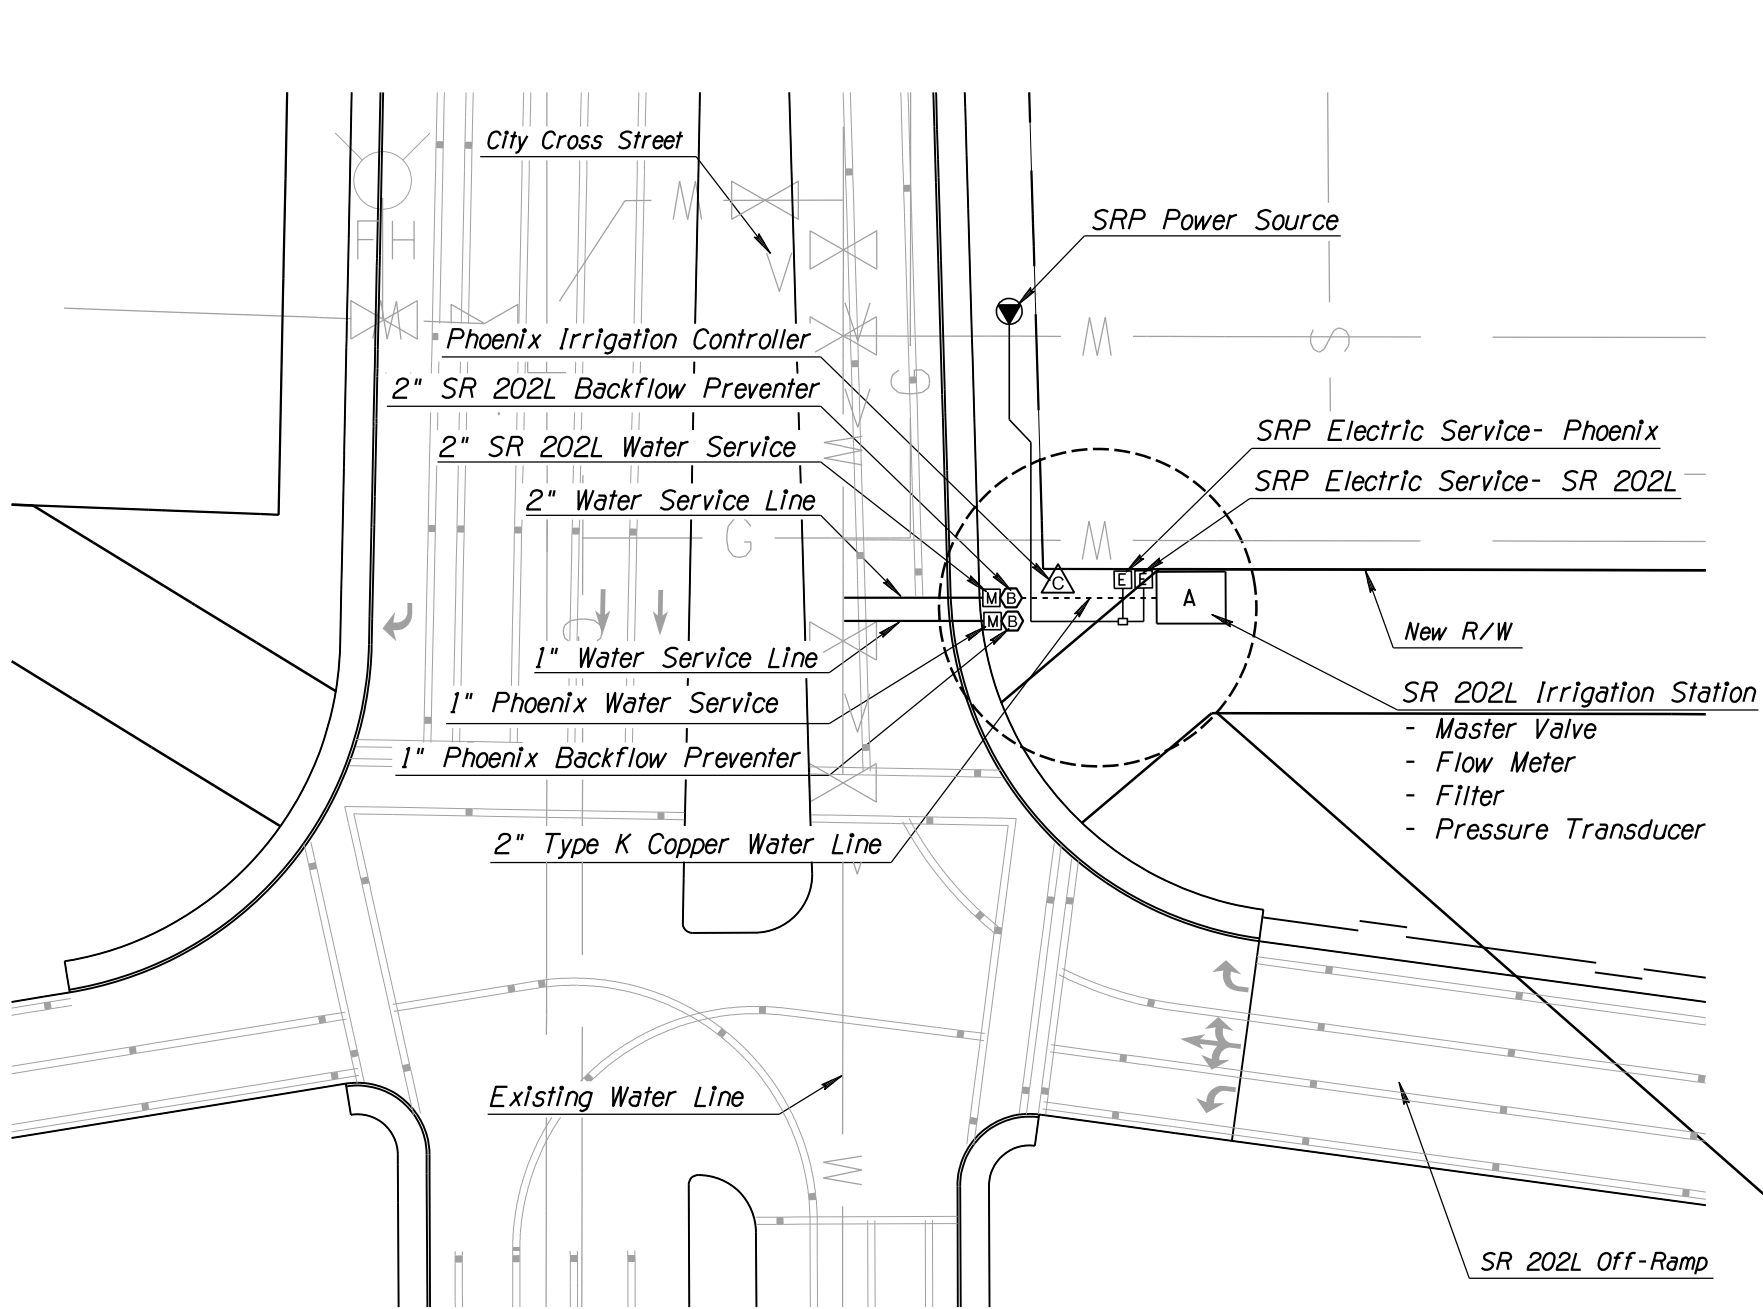 City Cross Street
M
V
SRP Power Source
FH
M
Phoenix Irrigation Controller
V
M
S
2" SR 202L Backflow Preventer
G
V
2" SR 202L Water Service
W
SRP Electric Service- Phoenix
SRP Electric Service- SR 202L
2" Water Service Line
G
M
C
E
E
M
B
A
M
B
New R/W
1" Water Service Line
1" Phoenix Water Service
V
SR 202L Irrigation Station
- Master Valve
1" Phoenix Backflow Preventer
- Flow Meter
- Filter
- Pressure Transducer
2" Type K Copper Water Line
V
Existing Water Line
W
SR 202L Off-Ramp